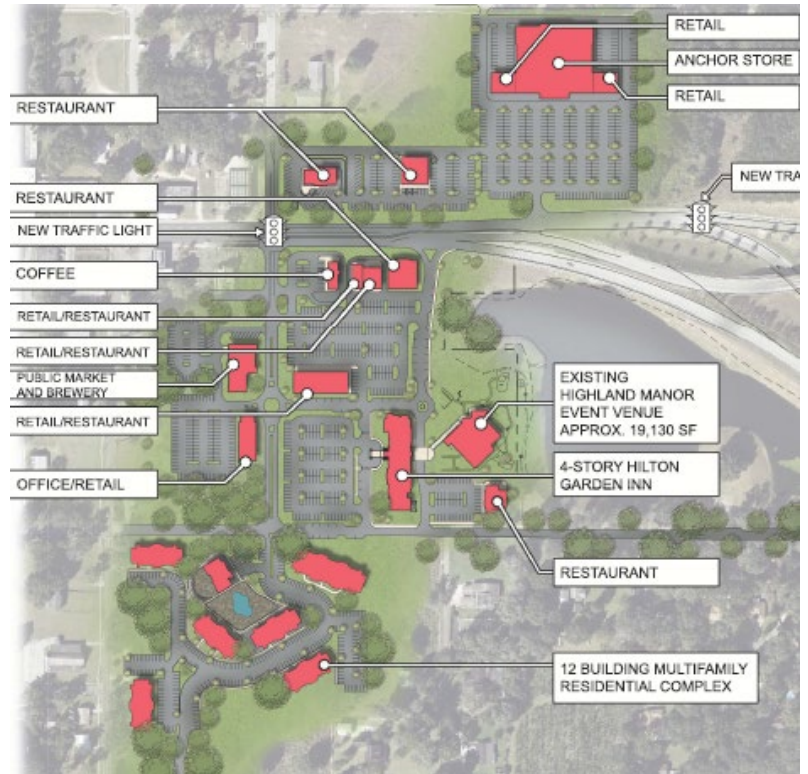 RETAIL
ANCHOR STORE
RETAIL
RESTAURANT
RESTAURANT
NEW TRAFFIC LIGHT
NEW TRA
COFFEE
RETAIL/RESTAURANT
RETAIL/RESTAURANT
PUBLIC MARKET
AND BREWERY
RETAIL/RESTAURANT
OFFICE/RETAIL
EXISTING
HIGHLAND MANOR
EVENT VENUE
APPROX. 19,130 SF
4-STORY HILTON
GARDEN INN
RESTAURANT
12 BUILDING MULTIFAMILY
RESIDENTIAL COMPLEX